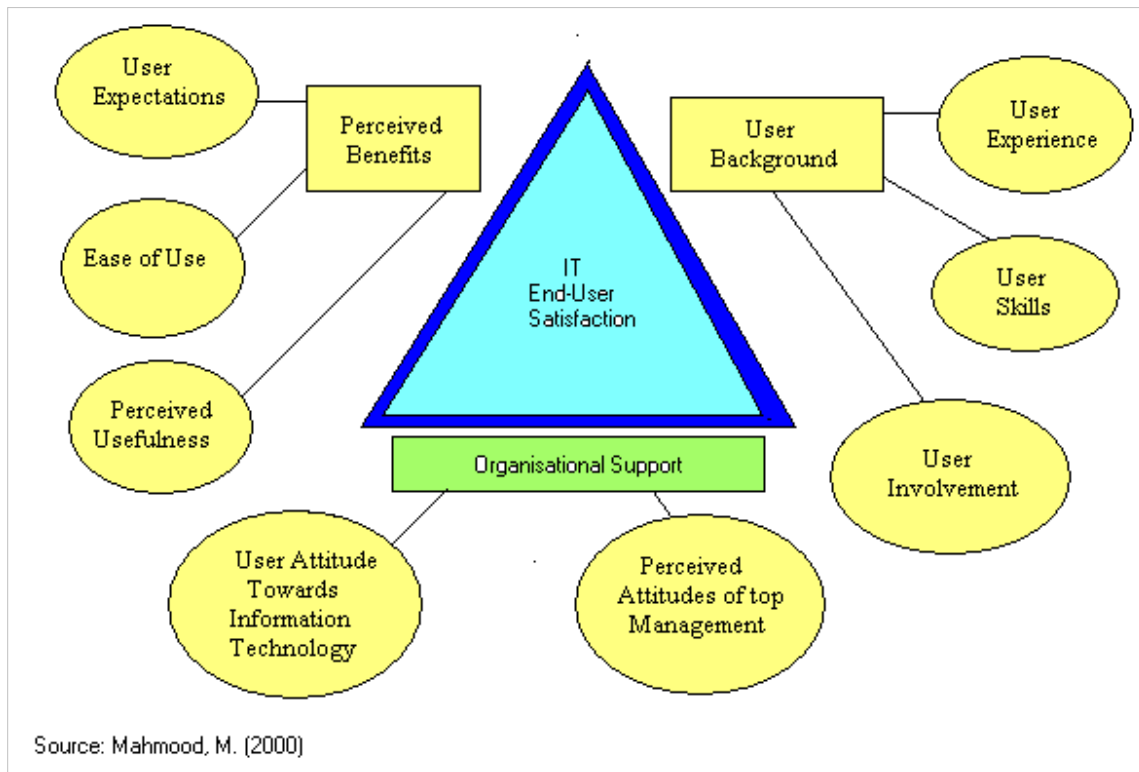 User
Expectations
Perceived
Benefits
Ease of Use
Perceived
Usefulness
IT
End-User
Satisfaction
User
Background
User
Experience
User
Skills
User
Involvement
Organisational Support
User Attitude
Towards
Information
Technology
Perceived
Attitudes of top
Management
Source: Mahmood, M. (2000)